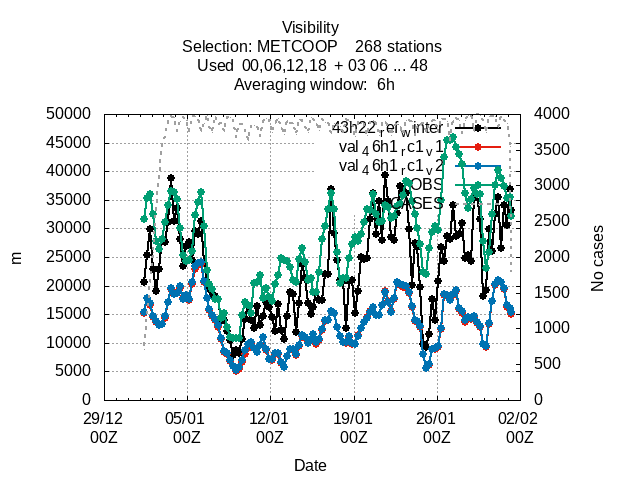 Visibility
Selection: METCOOP 268 stations
Used 00,06,12,18 + 03 06 ... 48
Averaging window: 6h
50000
45000
40000
35000
30000
25000
20000
15000
10000
5000
0
m
43h22ref_winter
val46h1rc1v1
val46h1rc1v2
OBS
CASES
4000
3500
3000
2500
2000
1500
1000
500
0
No cases
29/12 05/01 12/01 19/01 26/01 02/02
00Z 00Z 00Z 00Z 00Z 00Z
Date